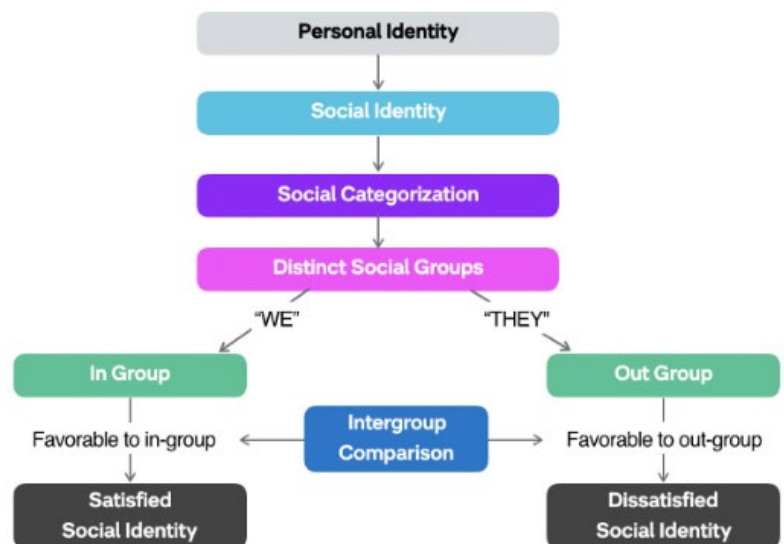 Personal Identity
Social Identity
Social Categorization
Distinct Social Groups
“WE”
“THEY”
In Group
Out Group
Favorable to in-group
Intergroup
Comparison
Favorable to out-group
Satisfied
Social Identity
Dissatisfied
Social Identity